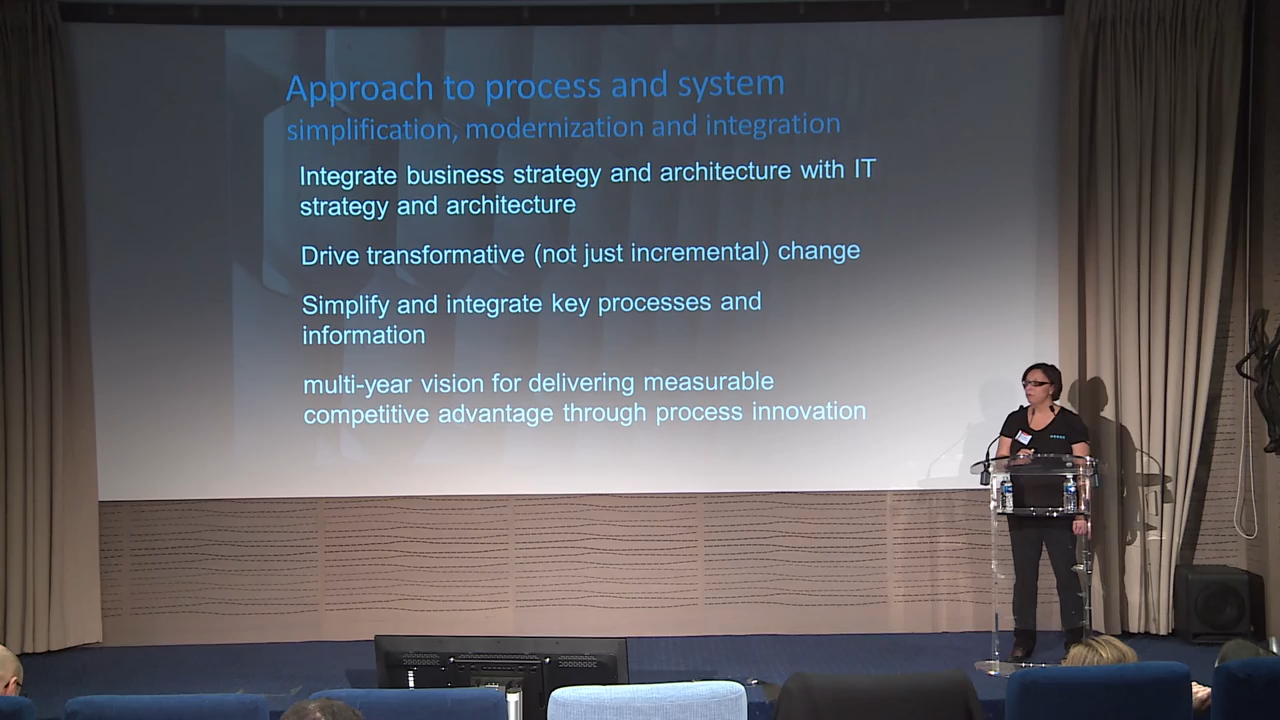 Approach to process and system
simplification, modernization and integration
Integrate business strategy and architecture with IT
strategy and architecture
Drive transformative (not just incremental) change
Simplify and integrate key processes and
information
multi-year vision for delivering measurable
competitive advantage through process innovation